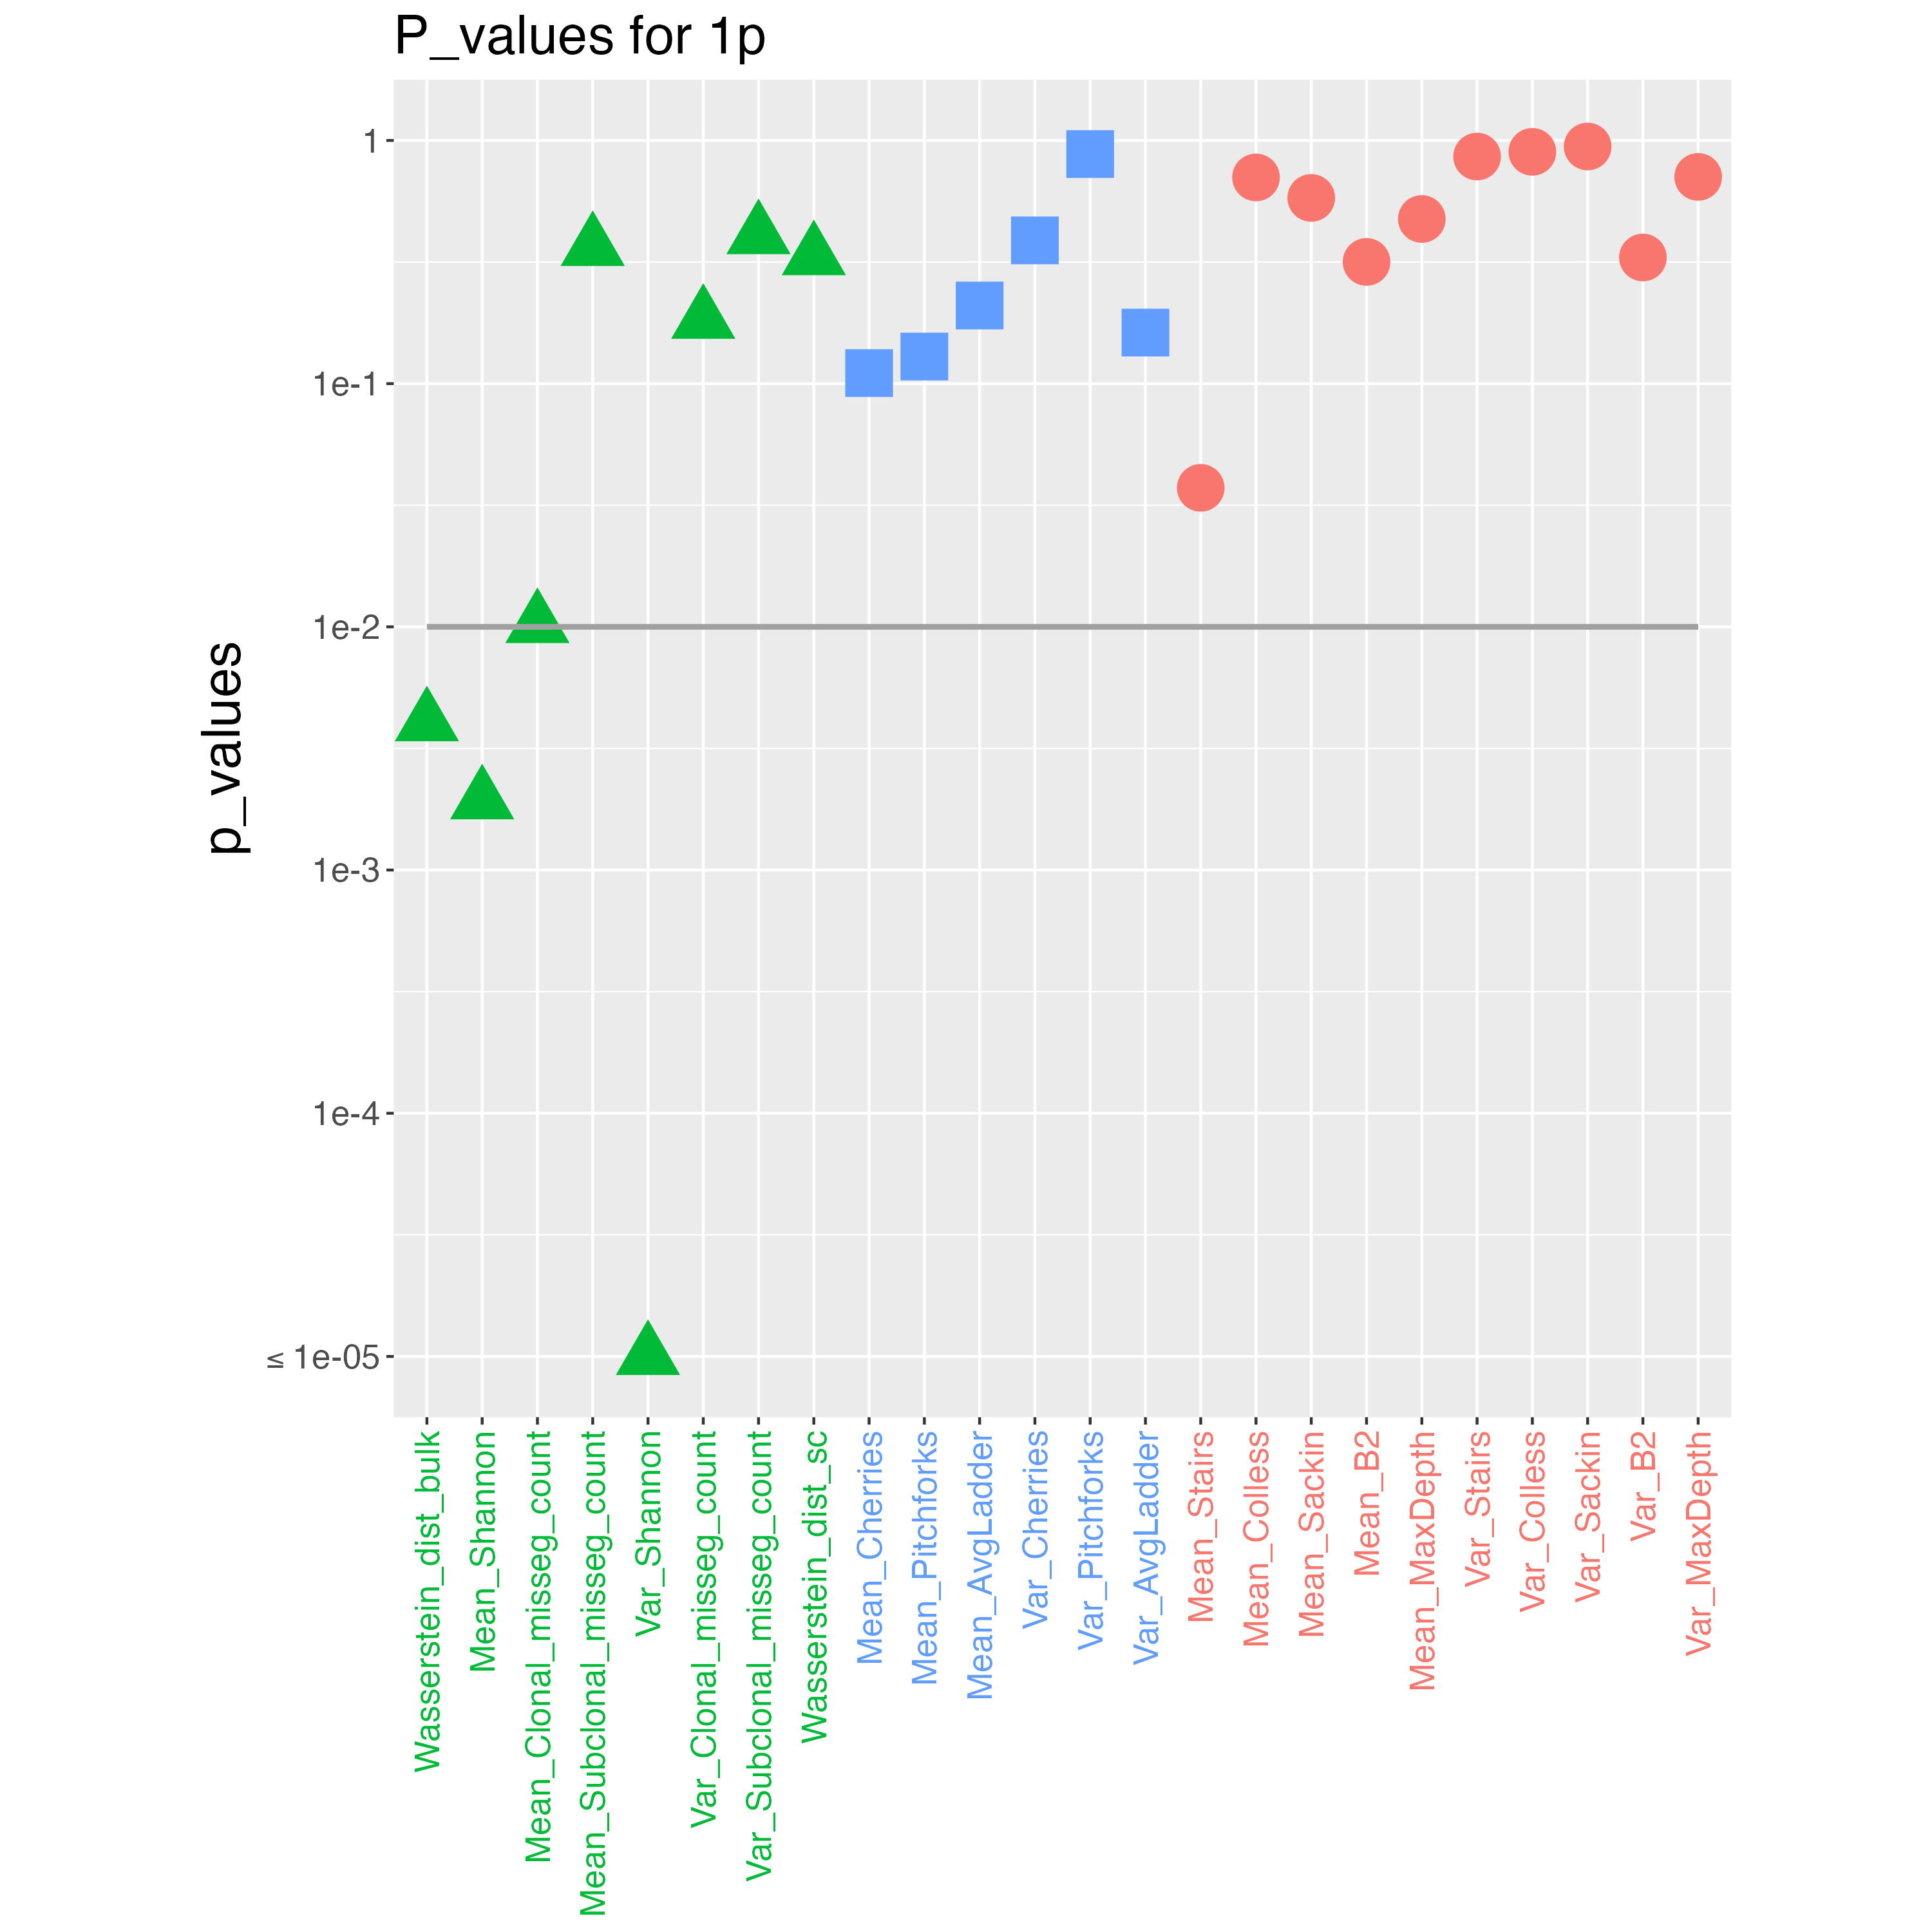 P_values for 1p
p_values
1
1e-1
1e-2
1e-3
1e-4
≤ 1e-05
Wasserstein_dist_bulk
Mean_Shannon
Mean_Clonal_misseg_count
Mean_Subclonal_misseg_count
Var_Shannon
Var_Clonal_misseg_count
Var_Subclonal_misseg_count
Wasserstein_dist_sc
Mean_Cherries
Mean_Pitchforks
Mean_AvgLadder
Var_Cherries
Var_Pitchforks
Var_AvgLadder
Mean_Stairs
Mean_Colless
Mean_Sackin
Mean_B2
Mean_MaxDepth
Var_Stairs
Var_Colless
Var_Sackin
Var_B2
Var_MaxDepth